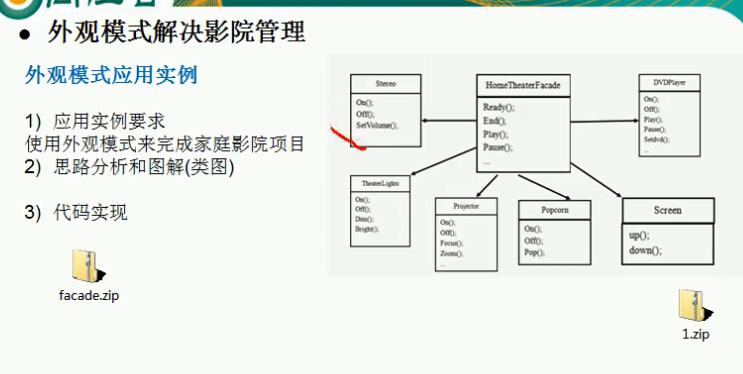 外观模式解决影院管理
外观模式应用实例
1) 应用实例要求
使用外观模式来完成家庭影院项目
2) 思路分析和图解(类图)
3) 代码实现
facade.zip
Stereo
On();
Off();
SetVolume();
...
HomeTheaterFacade
Ready();
End();
Play();
Pause();
...
DVDPlayer
On();
Off();
Play();
Pause();
Setdvd();
...
TheaterLights
On();
Off();
Dim();
Bright();
Projector
On();
Off();
Focus();
Zoom();
...
Popcorn
On();
Off();
Pop();
Screen
up();
down();
1.zip